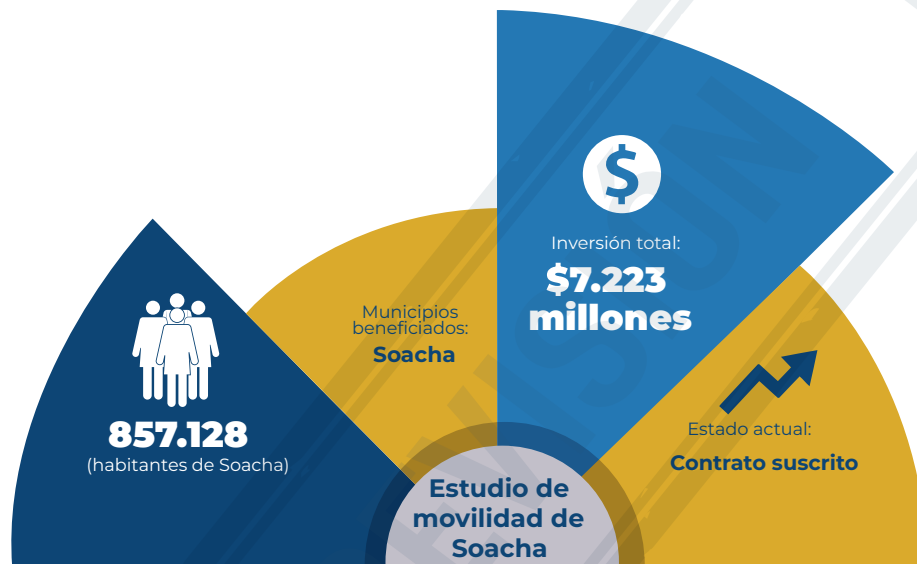 $
Inversión total:
$7.223
millones
Municipios
beneficiados:
Soacha
857.128
(habitantes de Soacha)
Estado actual:
Contrato suscrito
Estudio de
movilidad de
Soacha